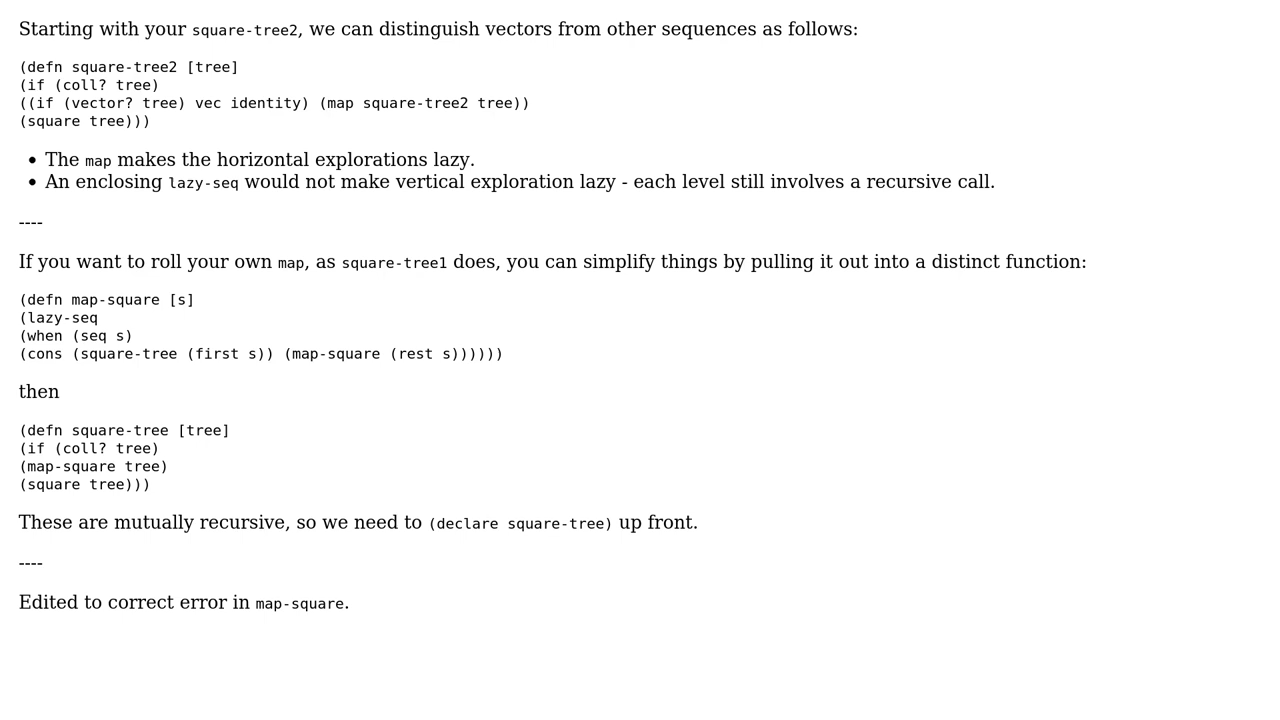 Starting with your square-tree2, we can distinguish vectors from other sequences as follows:
(defn square-tree2 [tree]
(if (coll? tree)
((if (vector? tree) vec identity) (map square-tree2 tree))
(square tree)))
• The map makes the horizontal explorations lazy.
• An enclosing lazy-seq would not make vertical exploration lazy - each level still involves a recursive call.
----
If you want to roll your own map, as square-tree1 does, you can simplify things by pulling it out into a distinct function:
(defn map-square [s]
(lazy-seq
(when (seq s)
(cons (square-tree (first s)) (map-square (rest s))))))
then
(defn square-tree [tree]
(if (coll? tree)
(map-square tree)
(square tree)))
These are mutually recursive, so we need to (declare square-tree) up front.
----
Edited to correct error in map-square.